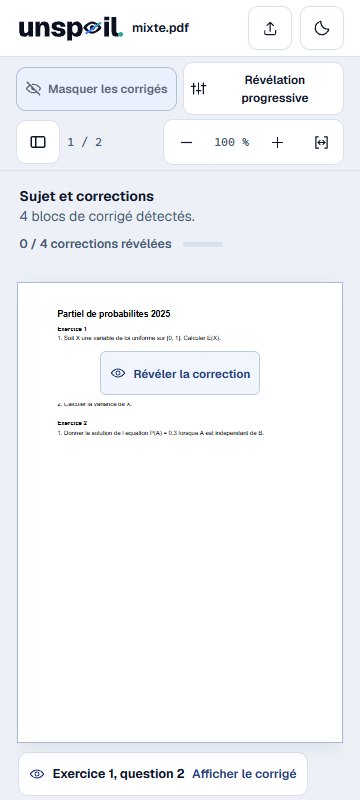 unspoil. mixte.pdf
Masquer les corrigés
Révélation
progressive
1 / 2
100 %
Sujet et corrections
4 blocs de corrigé détectés.
0 / 4 corrections révélées
Partiel de probabilites 2025
Exercice 1
1. Soit X une variable de loi uniforme sur [0, 1]. Calculer E(X).
Révéler la correction
2. Calculer la variance de X.
Exercice 2
1. Donner la solution de l equation P(A) = 0,3 lorsque A est independant de B.
Exercice 1, question 2 Afficher le corrigé